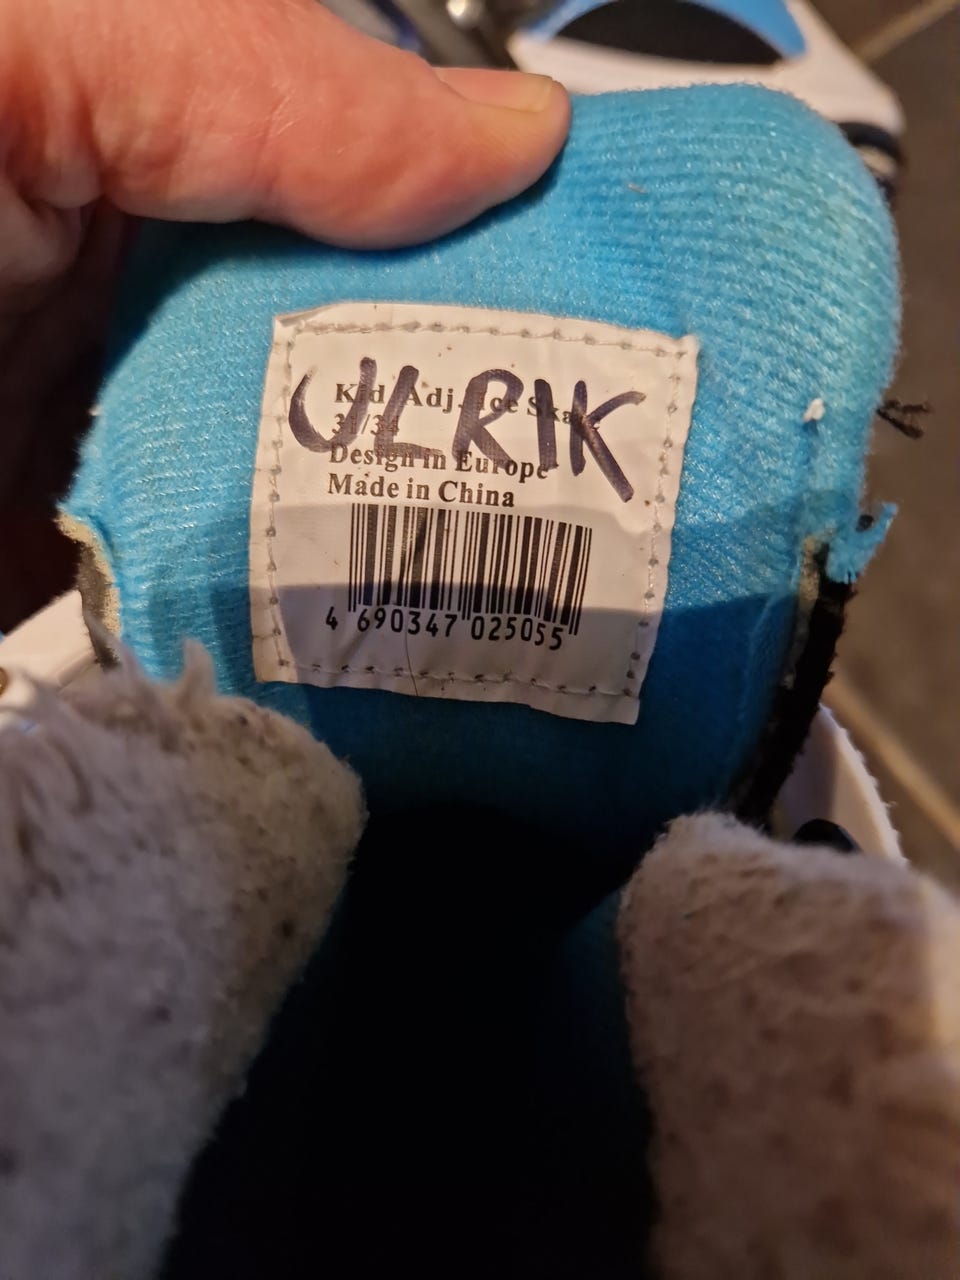 ULRIK
Kid Adj. Ice Skate
Design in Europe
Made in China
4 690347 025055